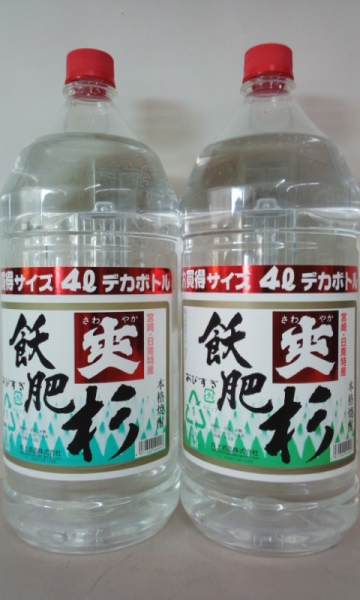 買得サイズ 4ℓ デカボトル
宮崎・日南特産
爽
さわやか
飫肥杉
おびすぎ
本格焼酎
買得サイズ 4ℓ デカボトル
宮崎・日南特産
爽
さわやか
飫肥杉
おびすぎ
本格焼酎